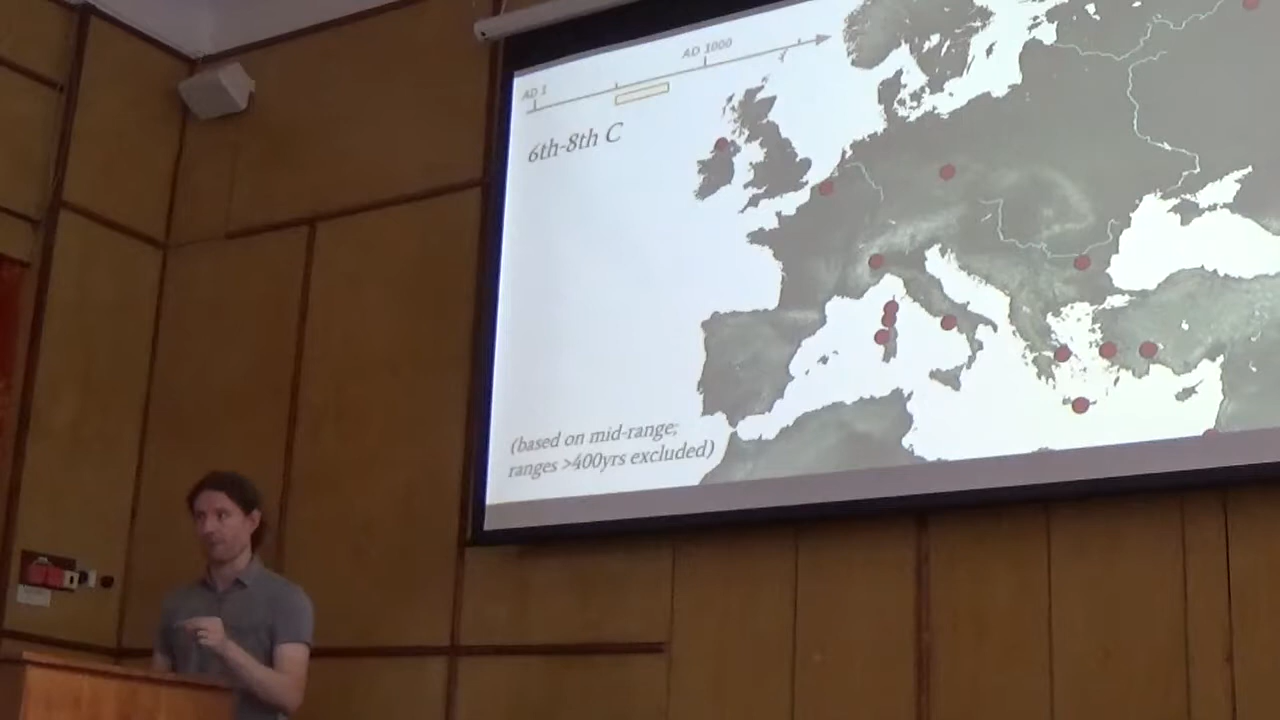 AD 1
AD 1000
6th-8th C
(based on mid-range;
ranges >400yrs excluded)